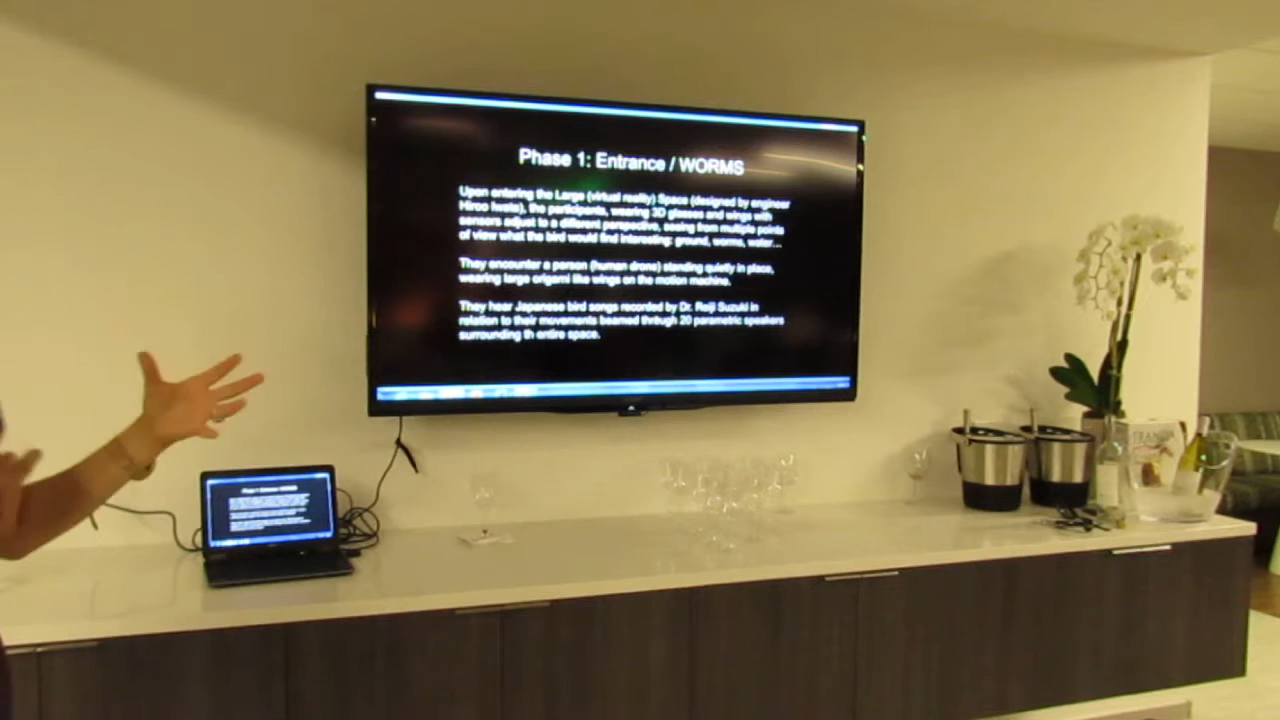 Phase 1: Entrance / WORMS
Upon entering the Large (virtual reality) Space (designed by engineer
Hiroo Iwata), the participants, wearing 3D glasses and wings with
sensors adjust to a different perspective, seeing from multiple points
of view what the bird would find interesting: ground, worms, water...
They encounter a person (human drone) standing quietly in place,
wearing large origami like wings on the motion machine.
They hear Japanese bird songs recorded by Dr. Reiji Suzuki in
relation to their movements beamed through 20 parametric speakers
surrounding th entire space.
Phase 1: Entrance / WORMS